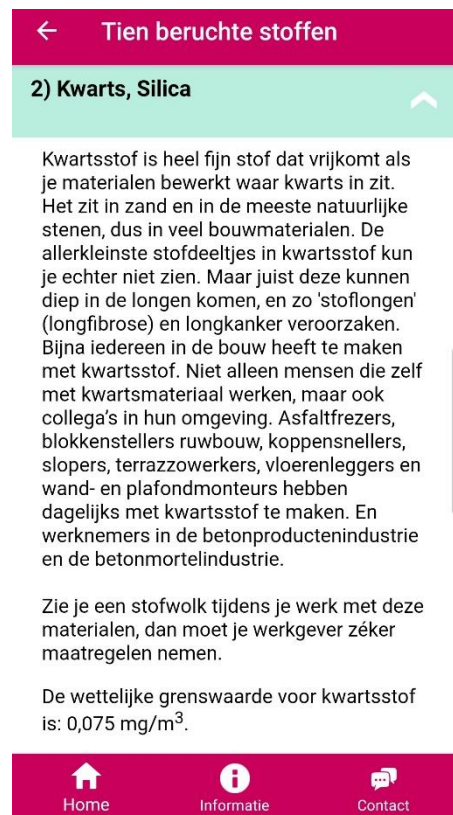 Tien beruchte stoffen
2) Kwarts, Silica
Kwartsstof is heel fijn stof dat vrijkomt als
je materialen bewerkt waar kwarts in zit.
Het zit in zand en in de meeste natuurlijke
stenen, dus in veel bouwmaterialen. De
allerkleinste stofdeeltjes in kwartsstof kun
je echter niet zien. Maar juist deze kunnen
diep in de longen komen, en zo 'stoflongen'
(longfibrose) en longkanker veroorzaken.
Bijna iedereen in de bouw heeft te maken
met kwartsstof. Niet alleen mensen die zelf
met kwartsmateriaal werken, maar ook
collega's in hun omgeving. Asfaltfrezers,
blokkenstellers ruwbouw, koppensnellers,
slopers, terrazzowerkers, vloerenleggers en
wand- en plafondmonteurs hebben
dagelijks met kwartsstof te maken. En
werknemers in de betonproductenindustrie
en de betonmortelindustrie.
Zie je een stofwolk tijdens je werk met deze
materialen, dan moet je werkgever zéker
maatregelen nemen.
De wettelijke grenswaarde voor kwartsstof
is: 0,075 mg/m³.
Home Informatie Contact